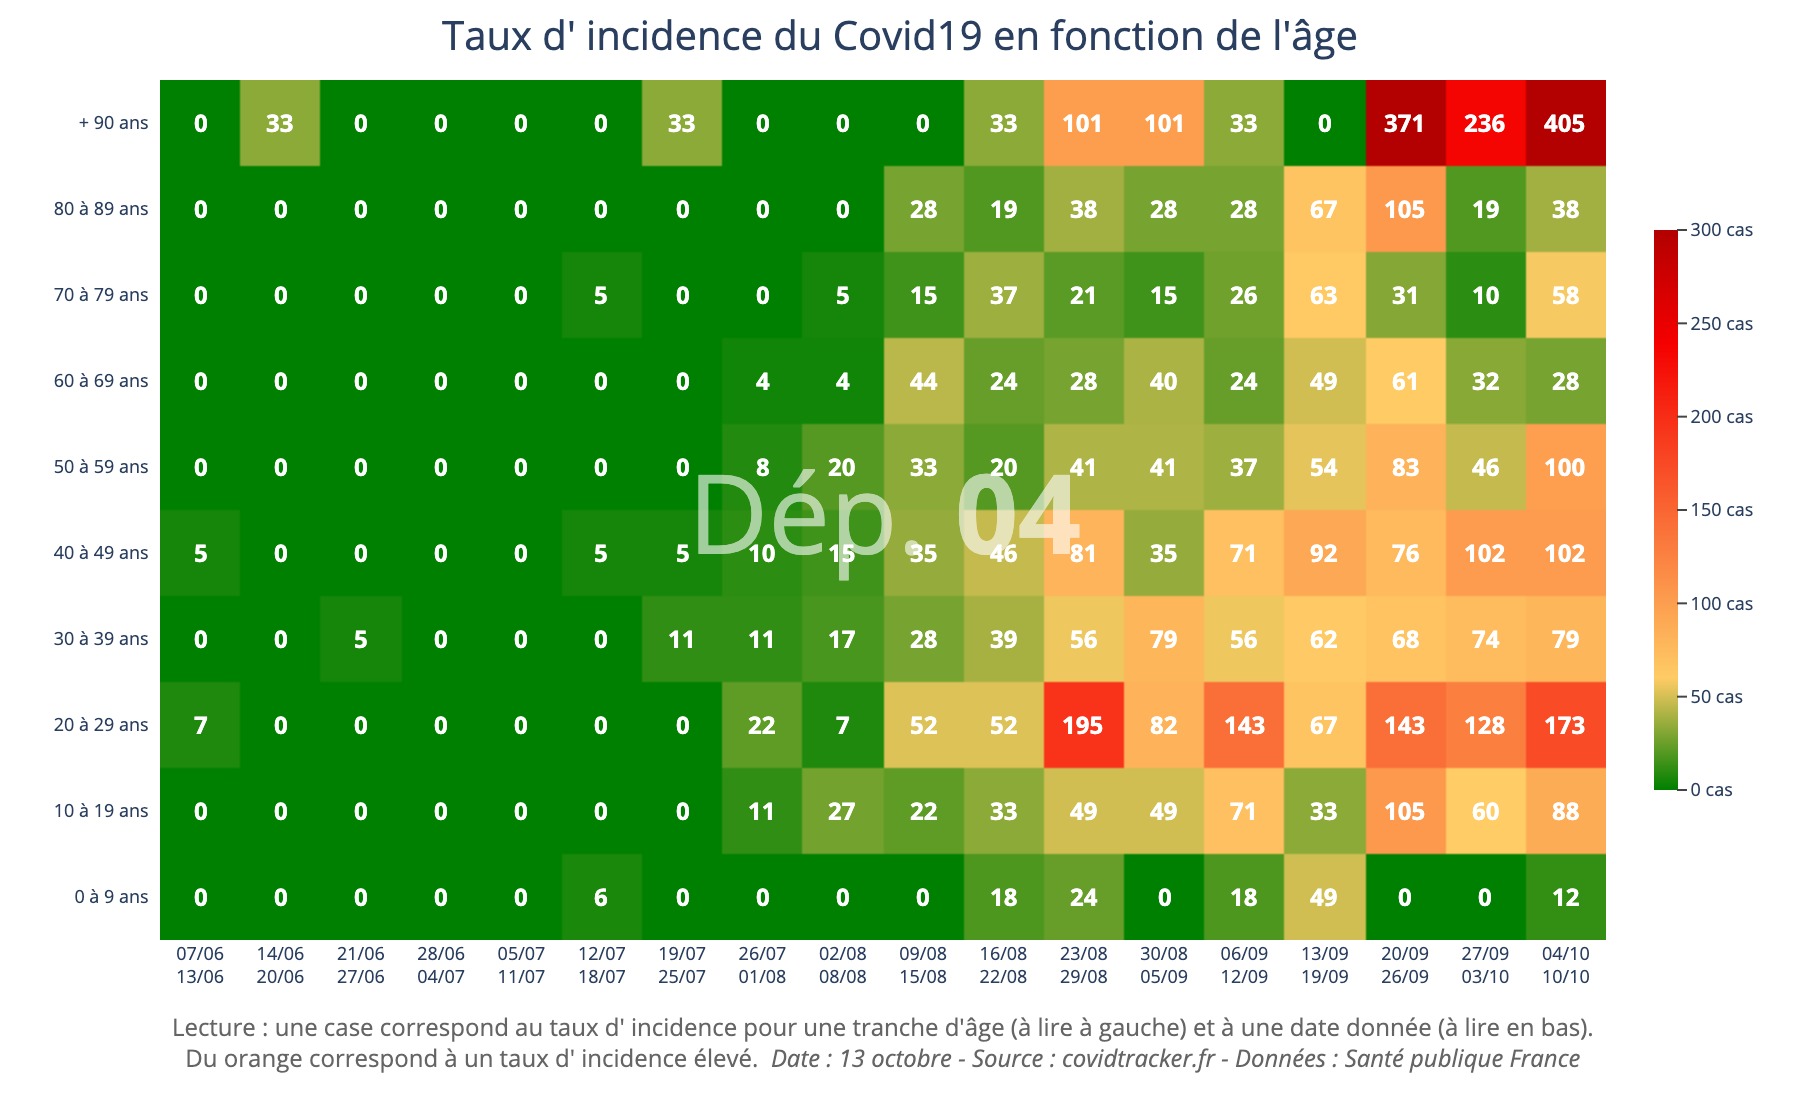 Taux d' incidence du Covid19 en fonction de l'âge
+ 90 ans 0 33 0 0 0 0 33 0 0 0 33 101 101 33 0 371 236 405
80 à 89 ans 0 0 0 0 0 0 0 0 0 28 19 38 28 28 67 105 19 38
70 à 79 ans 0 0 0 0 0 5 0 0 5 15 37 21 15 26 63 31 10 58
60 à 69 ans 0 0 0 0 0 0 0 4 4 44 24 28 40 24 49 61 32 28
50 à 59 ans 0 0 0 0 0 0 0 8 20 33 20 41 41 37 54 83 46 100
Dép. 04
40 à 49 ans 5 0 0 0 0 5 5 10 15 35 46 81 35 71 92 76 102 102
30 à 39 ans 0 0 5 0 0 0 11 11 17 28 39 56 79 56 62 68 74 79
20 à 29 ans 7 0 0 0 0 0 0 22 7 52 52 195 82 143 67 143 128 173
10 à 19 ans 0 0 0 0 0 0 0 11 27 22 33 49 49 71 33 105 60 88
0 à 9 ans 0 0 0 0 0 6 0 0 0 0 18 24 0 18 49 0 0 12
07/06 14/06 21/06 28/06 05/07 12/07 19/07 26/07 02/08 09/08 16/08 23/08 30/08 06/09 13/09 20/09 27/09 04/10
13/06 20/06 27/06 04/07 11/07 18/07 25/07 01/08 08/08 15/08 22/08 29/08 05/09 12/09 19/09 26/09 03/10 10/10
300 cas
250 cas
200 cas
150 cas
100 cas
50 cas
0 cas
Lecture : une case correspond au taux d' incidence pour une tranche d'âge (à lire à gauche) et à une date donnée (à lire en bas).
Du orange correspond à un taux d' incidence élevé. Date : 13 octobre - Source : covidtracker.fr - Données : Santé publique France